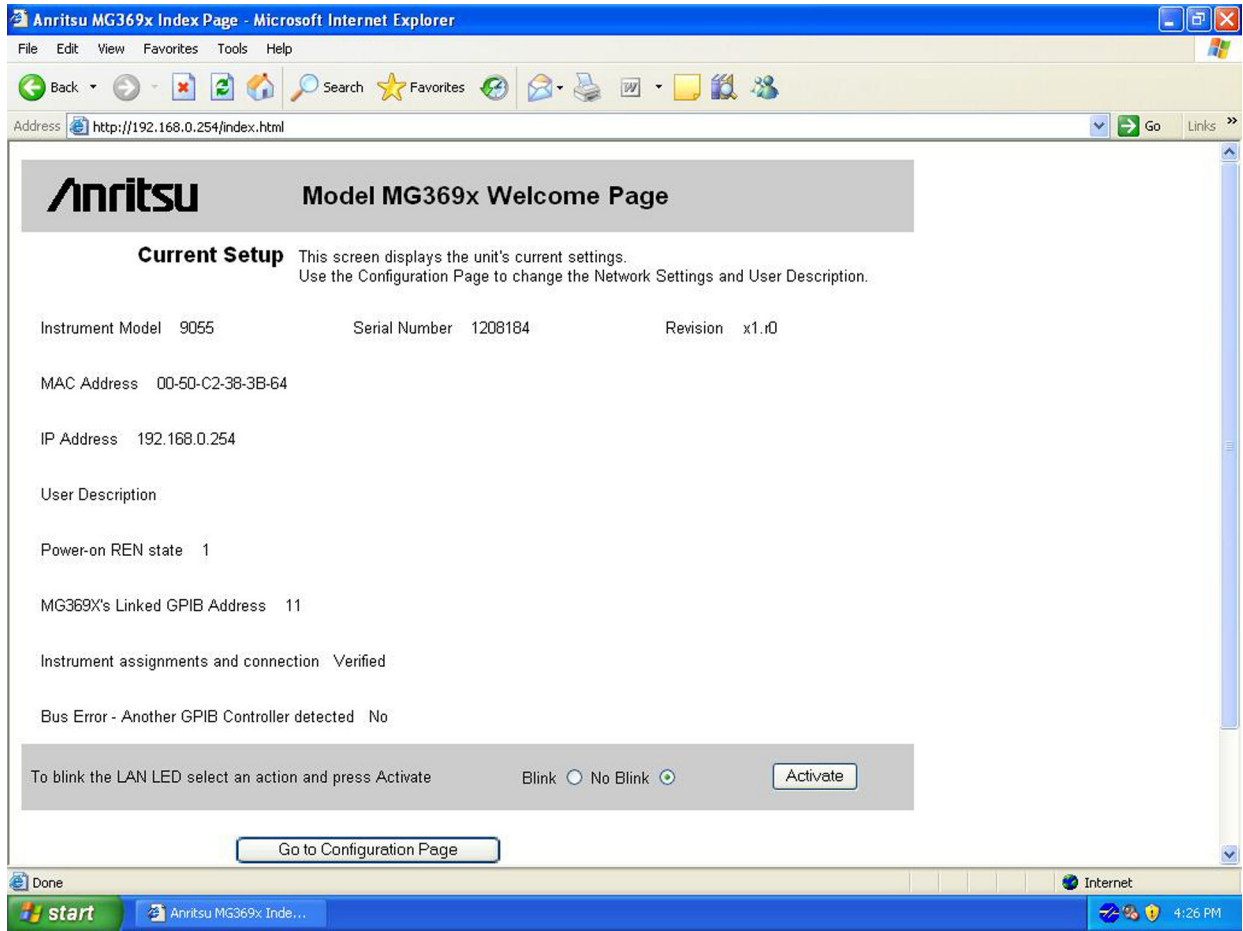 Anritsu MG369x Index Page - Microsoft Internet Explorer
File Edit View Favorites Tools Help
Back Search Favorites
Address http://192.168.0.254/index.html Go Links »
Anritsu Model MG369x Welcome Page
Current Setup This screen displays the unit's current settings.
Use the Configuration Page to change the Network Settings and User Description.
Instrument Model 9055 Serial Number 1208184 Revision x1.r0
MAC Address 00-50-C2-38-3B-64
IP Address 192.168.0.254
User Description
Power-on REN state 1
MG369X's Linked GPIB Address 11
Instrument assignments and connection Verified
Bus Error - Another GPIB Controller detected No
To blink the LAN LED select an action and press Activate Blink No Blink Activate
Go to Configuration Page
Done Internet
start Anritsu MG369x Inde... 4:26 PM